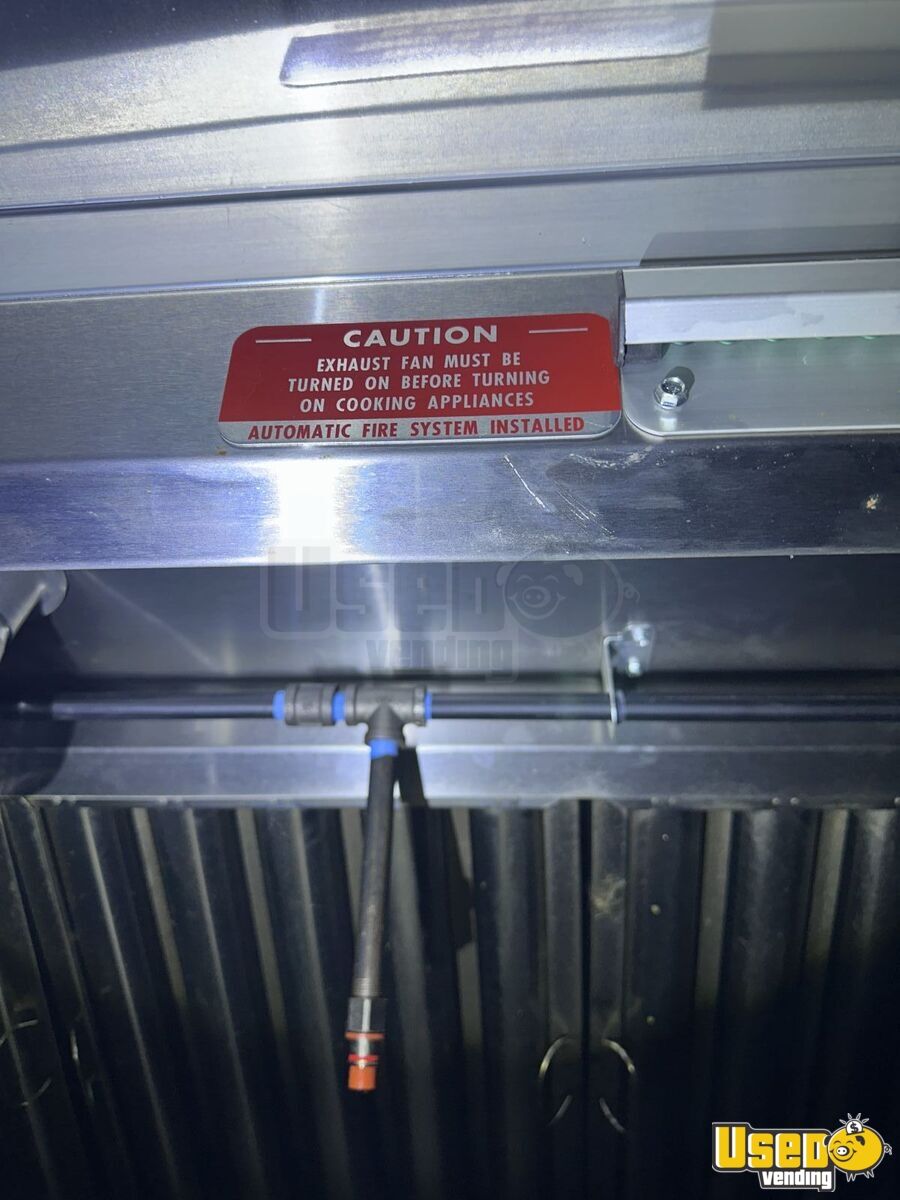 CAUTION
EXHAUST FAN MUST BE
TURNED ON BEFORE TURNING
ON COOKING APPLIANCES
AUTOMATIC FIRE SYSTEM INSTALLED
USED
vending
USED
vending